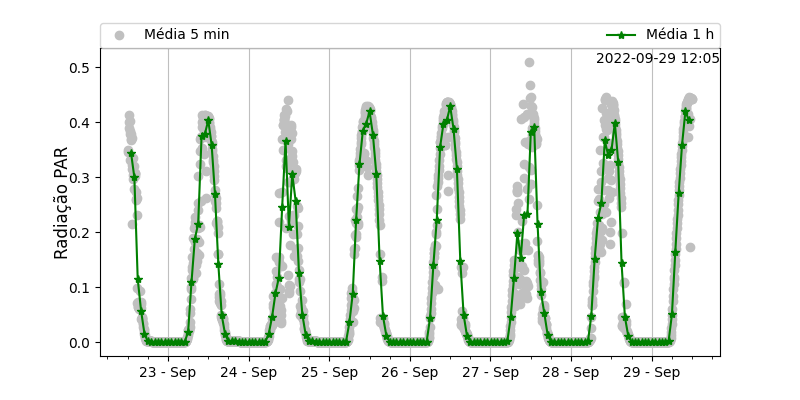 Média 5 min
Média 1 h
2022-09-29 12:05
Radiação PAR
0.5
0.4
0.3
0.2
0.1
0.0
23 - Sep
24 - Sep
25 - Sep
26 - Sep
27 - Sep
28 - Sep
29 - Sep